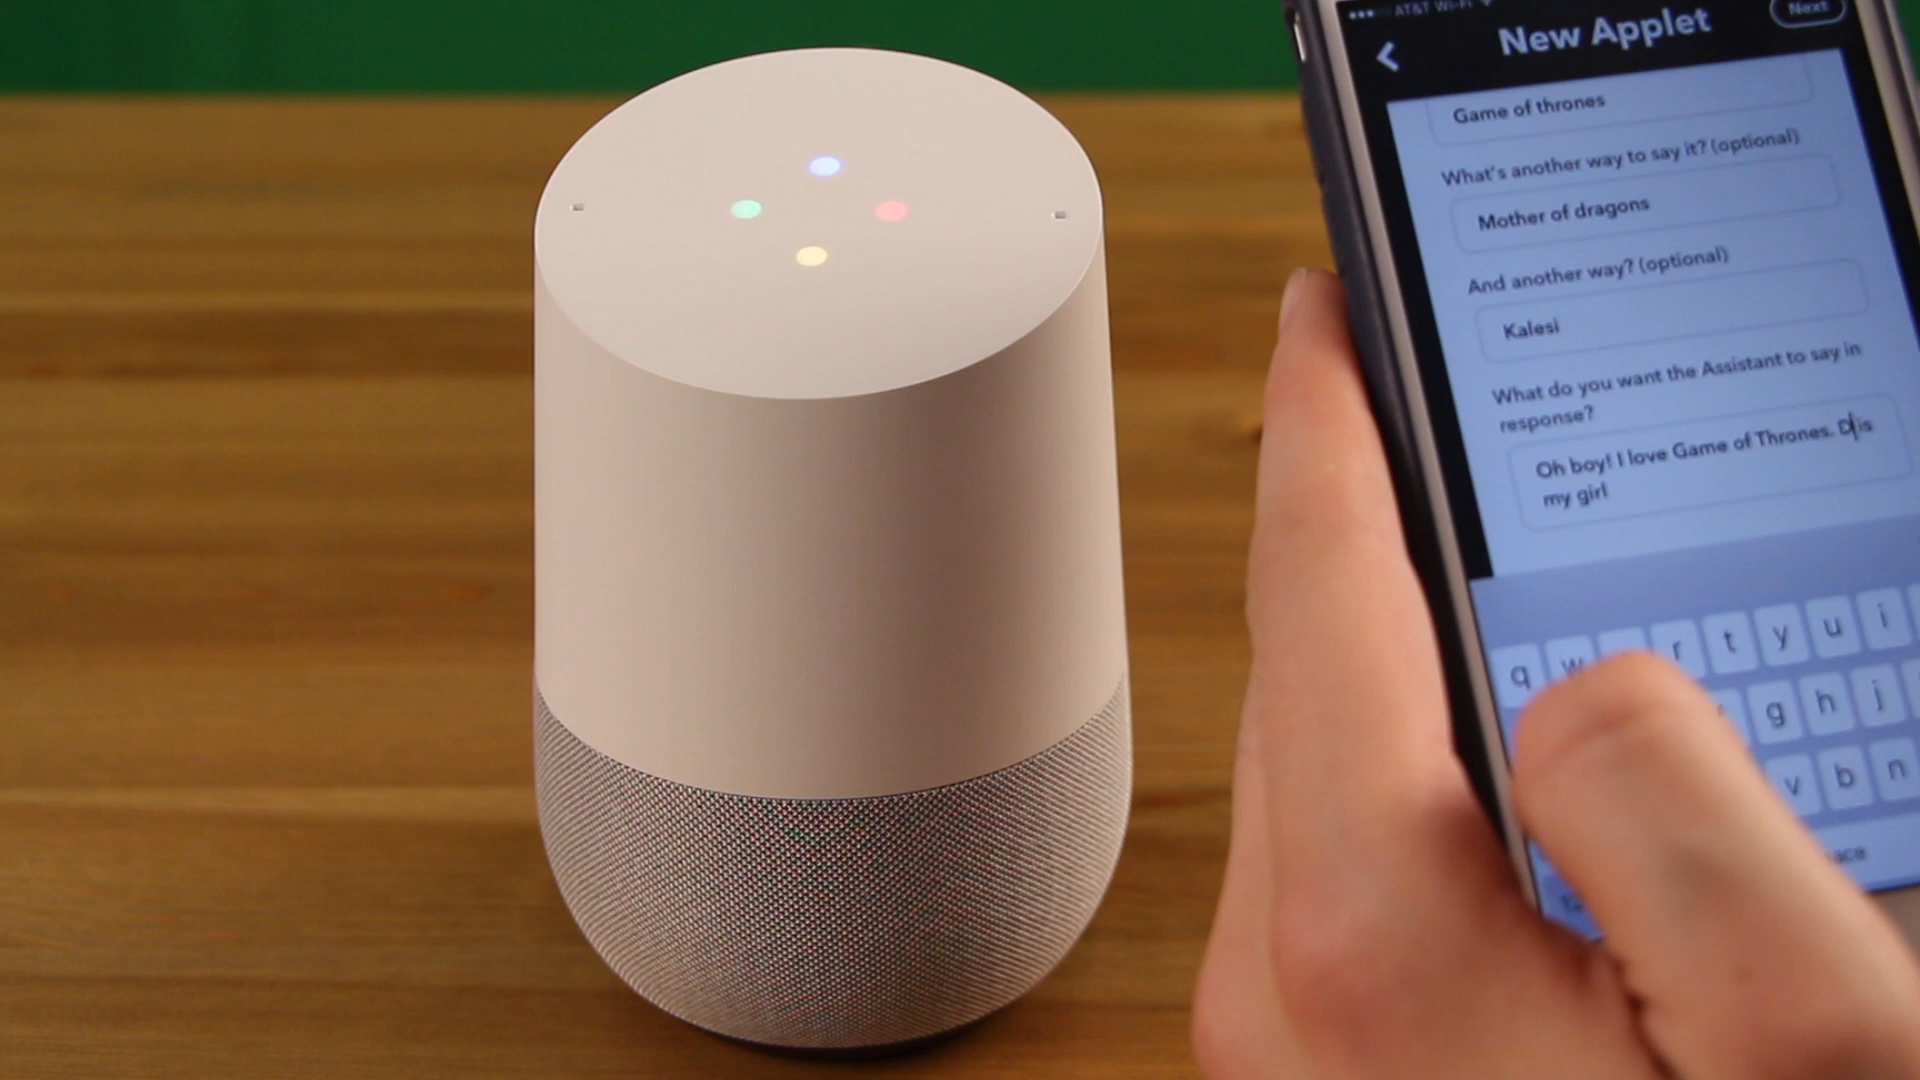 AT&T Wi-Fi
New Applet
Next
Game of thrones
What's another way to say it? (optional)
Mother of dragons
And another way? (optional)
Kalesi
What do you want the Assistant to say in
response?
Oh boy! I love Game of Thrones. D is
my girl
q w r t y u i
g h j
v b n